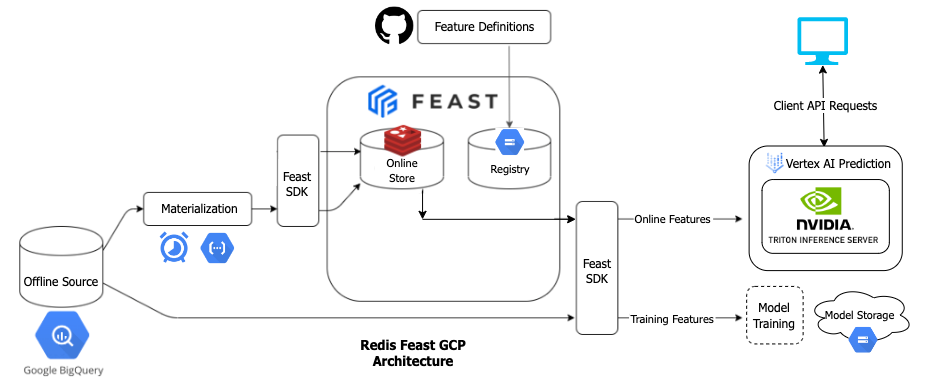 Feature Definitions
FEAST
Client API Requests
Feast
SDK
Online
Store
Registry
Vertex AI Prediction
NVIDIA.
TRITON INFERENCE SERVER
Materialization
Online Features
Offline Source
Feast
SDK
Training Features
Model
Training
Model Storage
Redis Feast GCP
Architecture
Google BigQuery